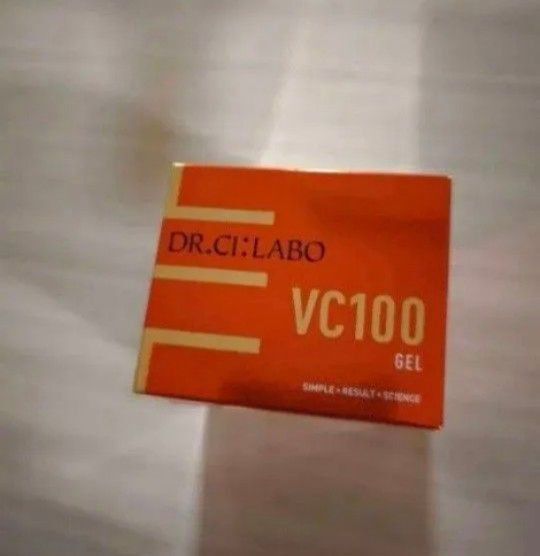 DR.CI:LABO
VC100
GEL
SIMPLE • RESULT • SCIENCE